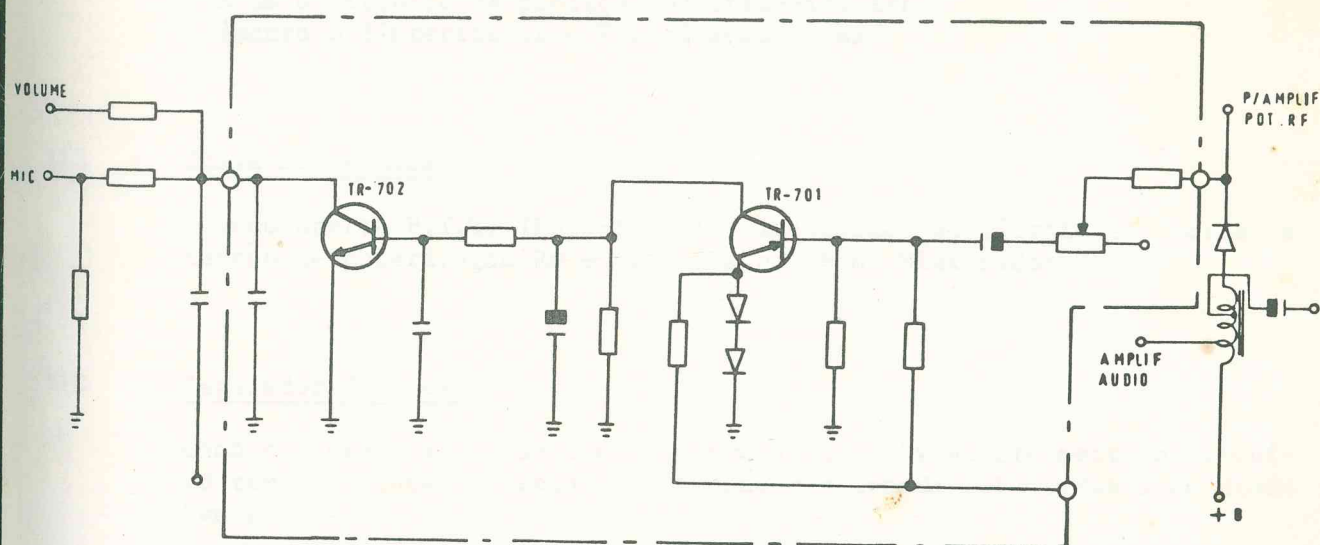 VOLUME
MIC
TR-702
TR-701
P/AMPLIF
POT. RF
AMPLIF
AUDIO
+ B